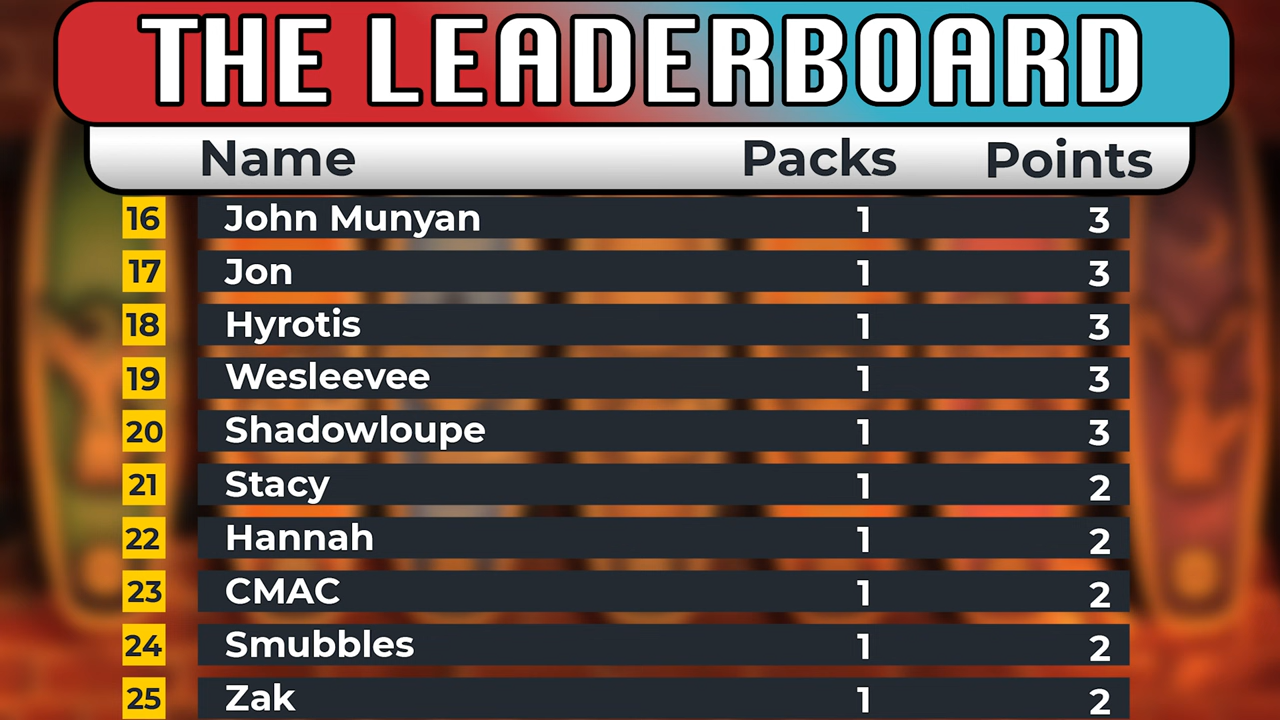 THE LEADERBOARD
Name Packs Points
16 John Munyan 1 3
17 Jon 1 3
18 Hyrotis 1 3
19 Wesleevee 1 3
20 Shadowloupe 1 3
21 Stacy 1 2
22 Hannah 1 2
23 CMAC 1 2
24 Smubbles 1 2
25 Zak 1 2